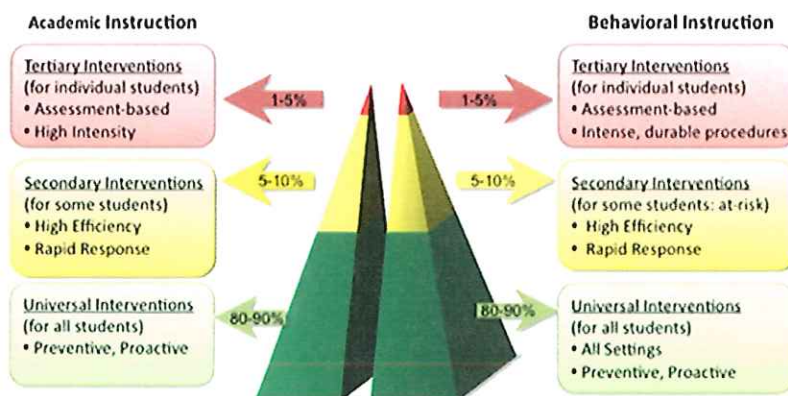 Academic Instruction
Tertiary Interventions
(for individual students)
• Assessment-based
• High Intensity
1-5%
Secondary Interventions
(for some students)
• High Efficiency
• Rapid Response
5-10%
Universal Interventions
(for all students)
• Preventive, Proactive
80-90%
Behavioral Instruction
1-5%
Tertiary Interventions
(for individual students)
• Assessment-based
• Intense, durable procedures
5-10%
Secondary Interventions
(for some students: at-risk)
• High Efficiency
• Rapid Response
80-90%
Universal Interventions
(for all students)
• All Settings
• Preventive, Proactive